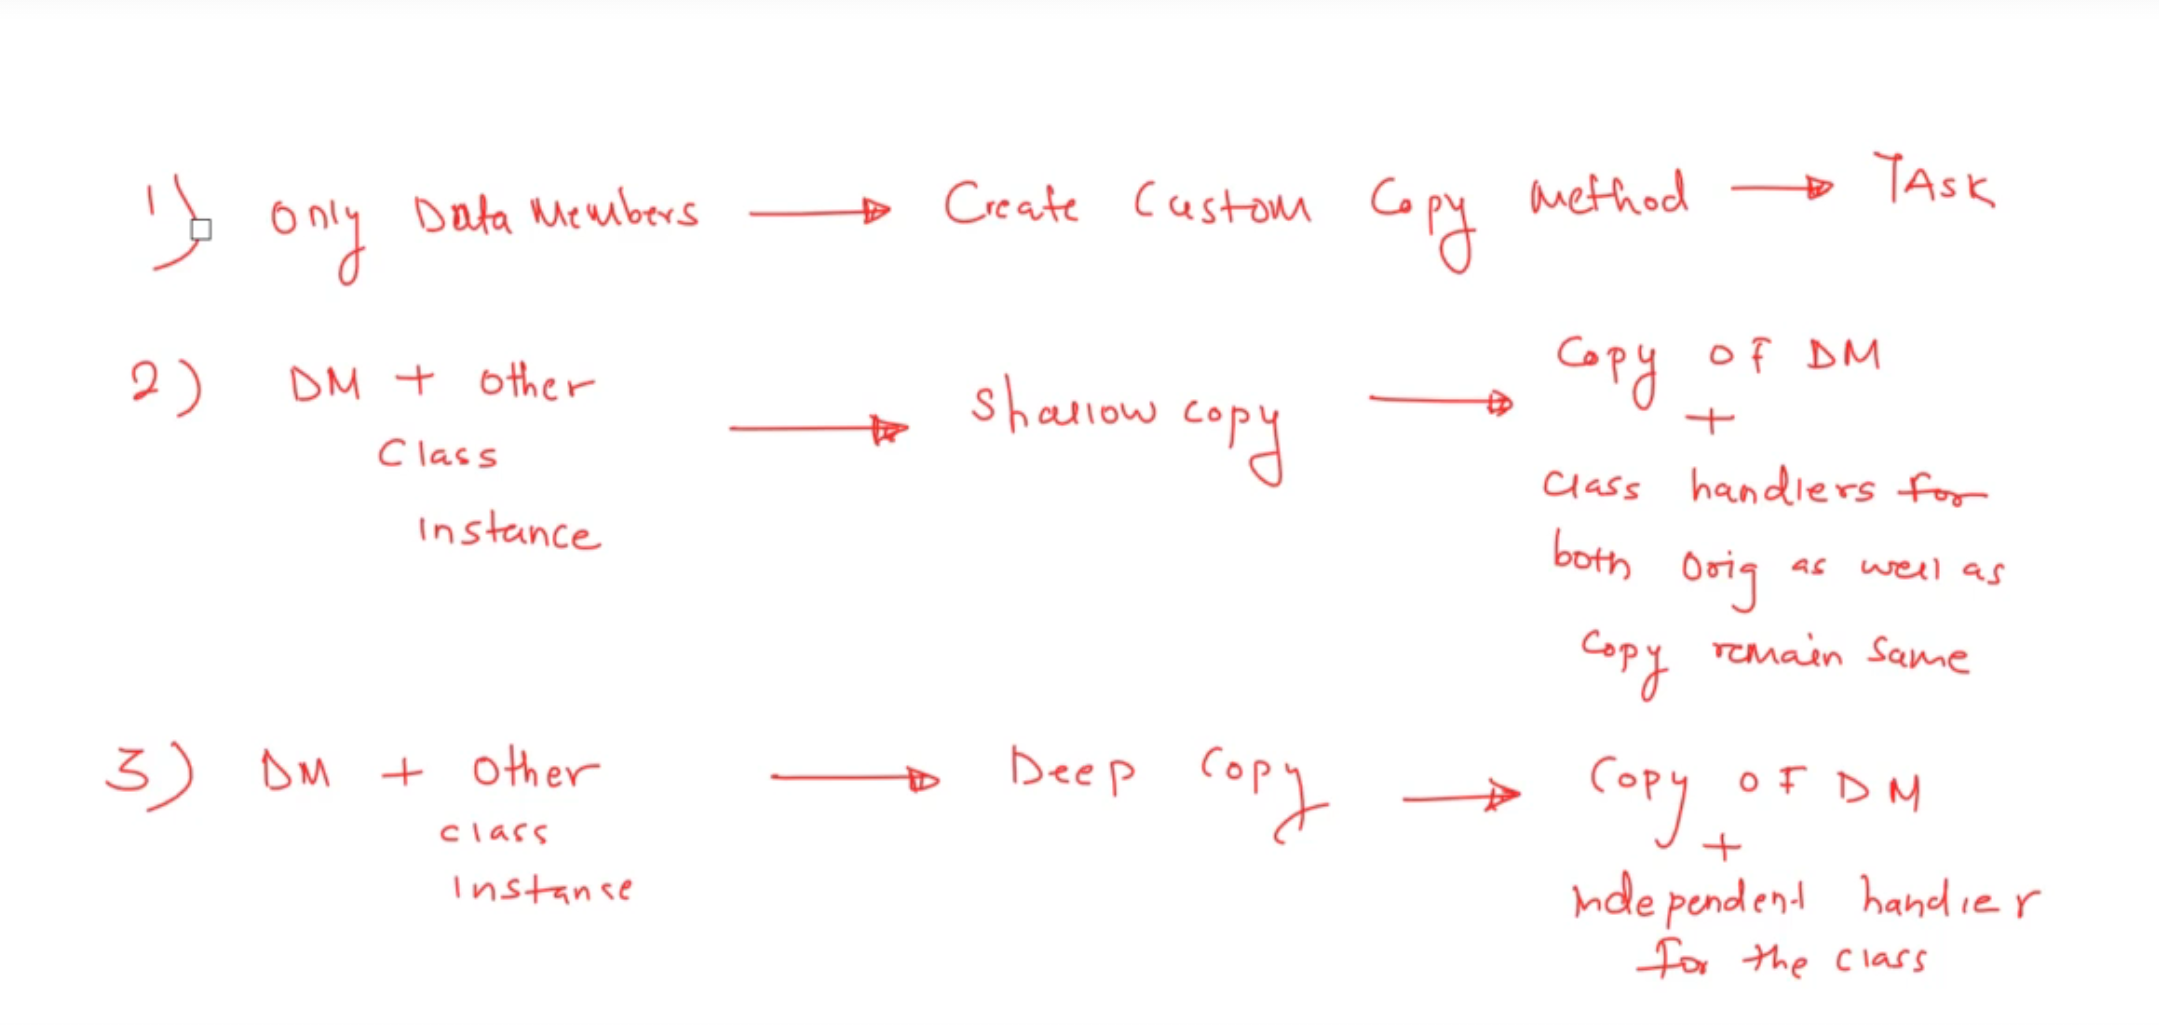 1) Only Data Members → Create Custom Copy method → TASK
2) DM + other
Class
Instance
→ Shallow copy →
Copy of DM
+
Class handlers for
both Orig as well as
Copy remain same
3) DM + Other
class
Instanse
→ Deep Copy →
Copy OF DM
+
independent handler
for the class